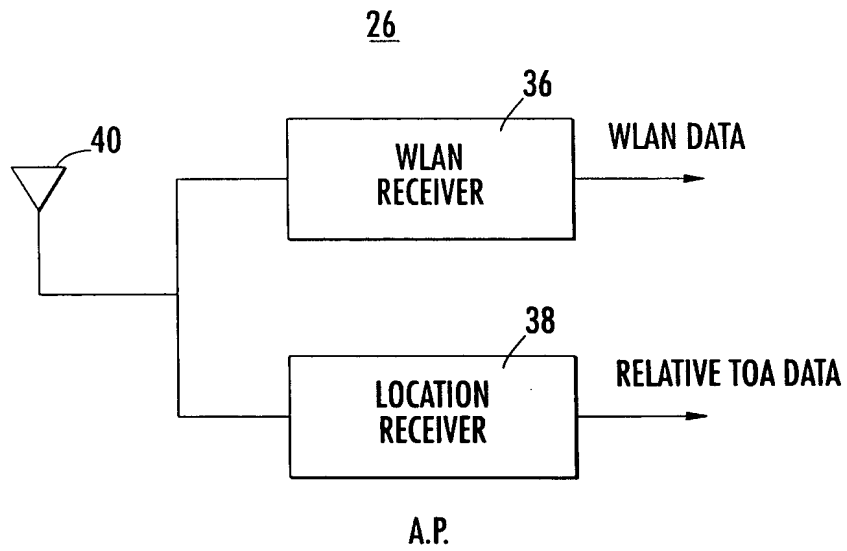 26
36
WLAN DATA
40
WLAN
RECEIVER
38
RELATIVE TOA DATA
LOCATION
RECEIVER
A.P.